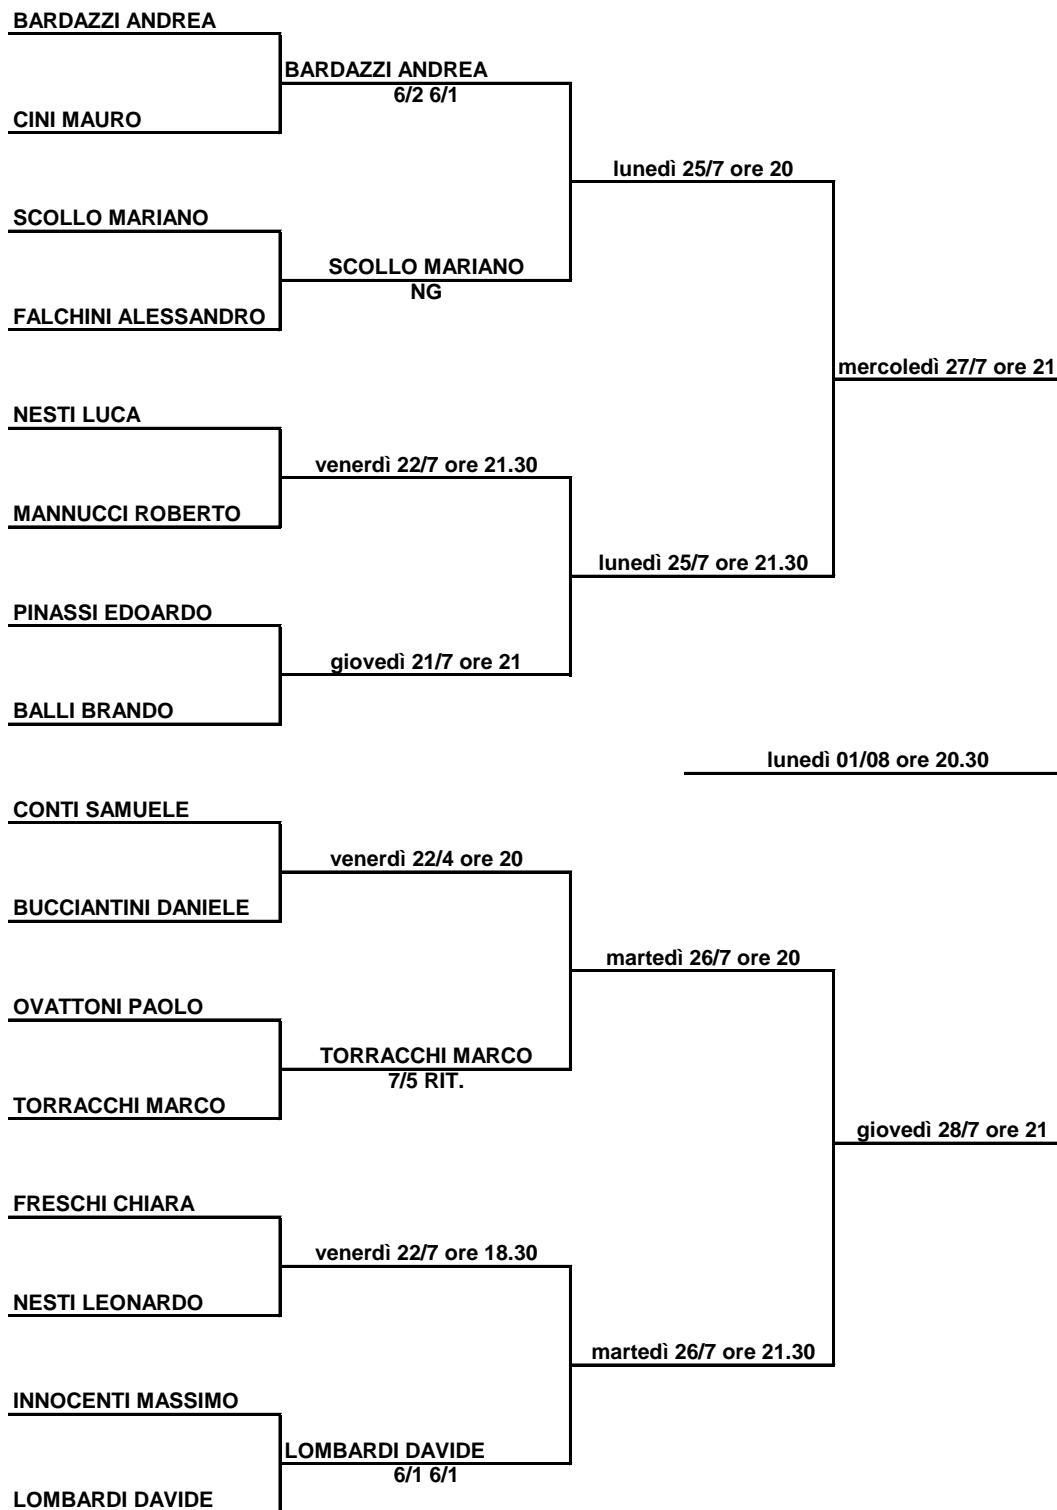 BARDAZZI ANDREA
BARDAZZI ANDREA
6/2 6/1
CINI MAURO
lunedì 25/7 ore 20
SCOLLO MARIANO
SCOLLO MARIANO
NG
FALCHINI ALESSANDRO
mercoledì 27/7 ore 21
NESTI LUCA
venerdì 22/7 ore 21.30
MANNUCCI ROBERTO
lunedì 25/7 ore 21.30
PINASSI EDOARDO
giovedì 21/7 ore 21
BALLI BRANDO
lunedì 01/08 ore 20.30
CONTI SAMUELE
venerdì 22/4 ore 20
BUCCIANTINI DANIELE
martedì 26/7 ore 20
OVATTONI PAOLO
TORRACCHI MARCO
7/5 RIT.
TORRACCHI MARCO
giovedì 28/7 ore 21
FRESCHI CHIARA
venerdì 22/7 ore 18.30
NESTI LEONARDO
martedì 26/7 ore 21.30
INNOCENTI MASSIMO
LOMBARDI DAVIDE
6/1 6/1
LOMBARDI DAVIDE